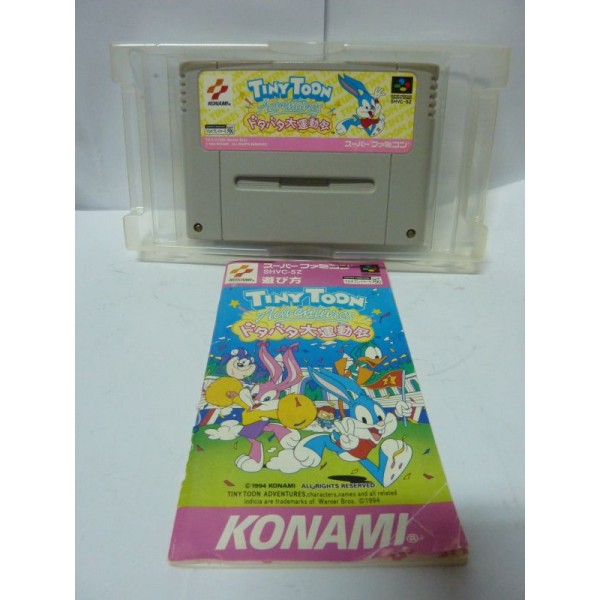 KONAMI®
TINY TOON
Adventures
ドタバタ大運動会
SHVC-5Z
スーパーファミコン
KONAMI®
スーパーファミコン
SHVC-5Z
遊び方
TINY TOON
Adventures
ドタバタ大運動会
©1994 KONAMI ALL RIGHTS RESERVED
TINY TOON ADVENTURES,characters,names and all related
indicia are trademarks of Warner Bros. ©1994
KONAMI®